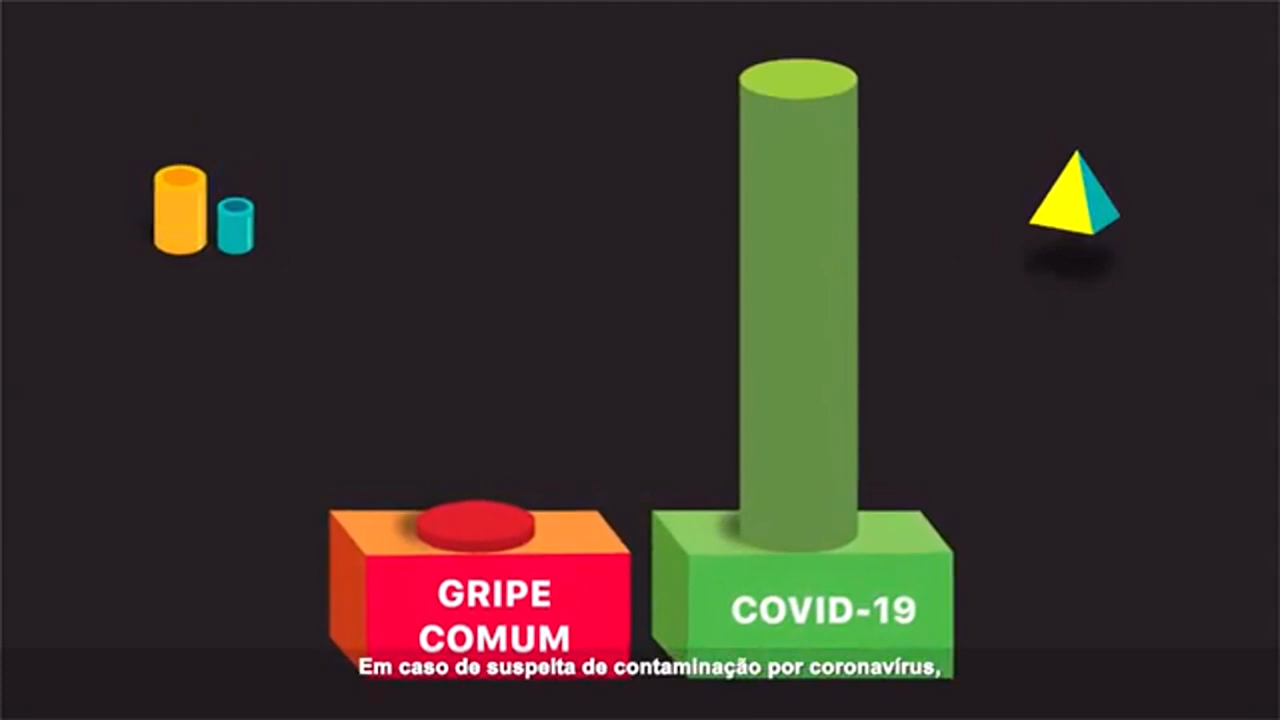 GRIPE
COMUM
COVID-19
Em caso de suspeita de contaminação por coronavírus,